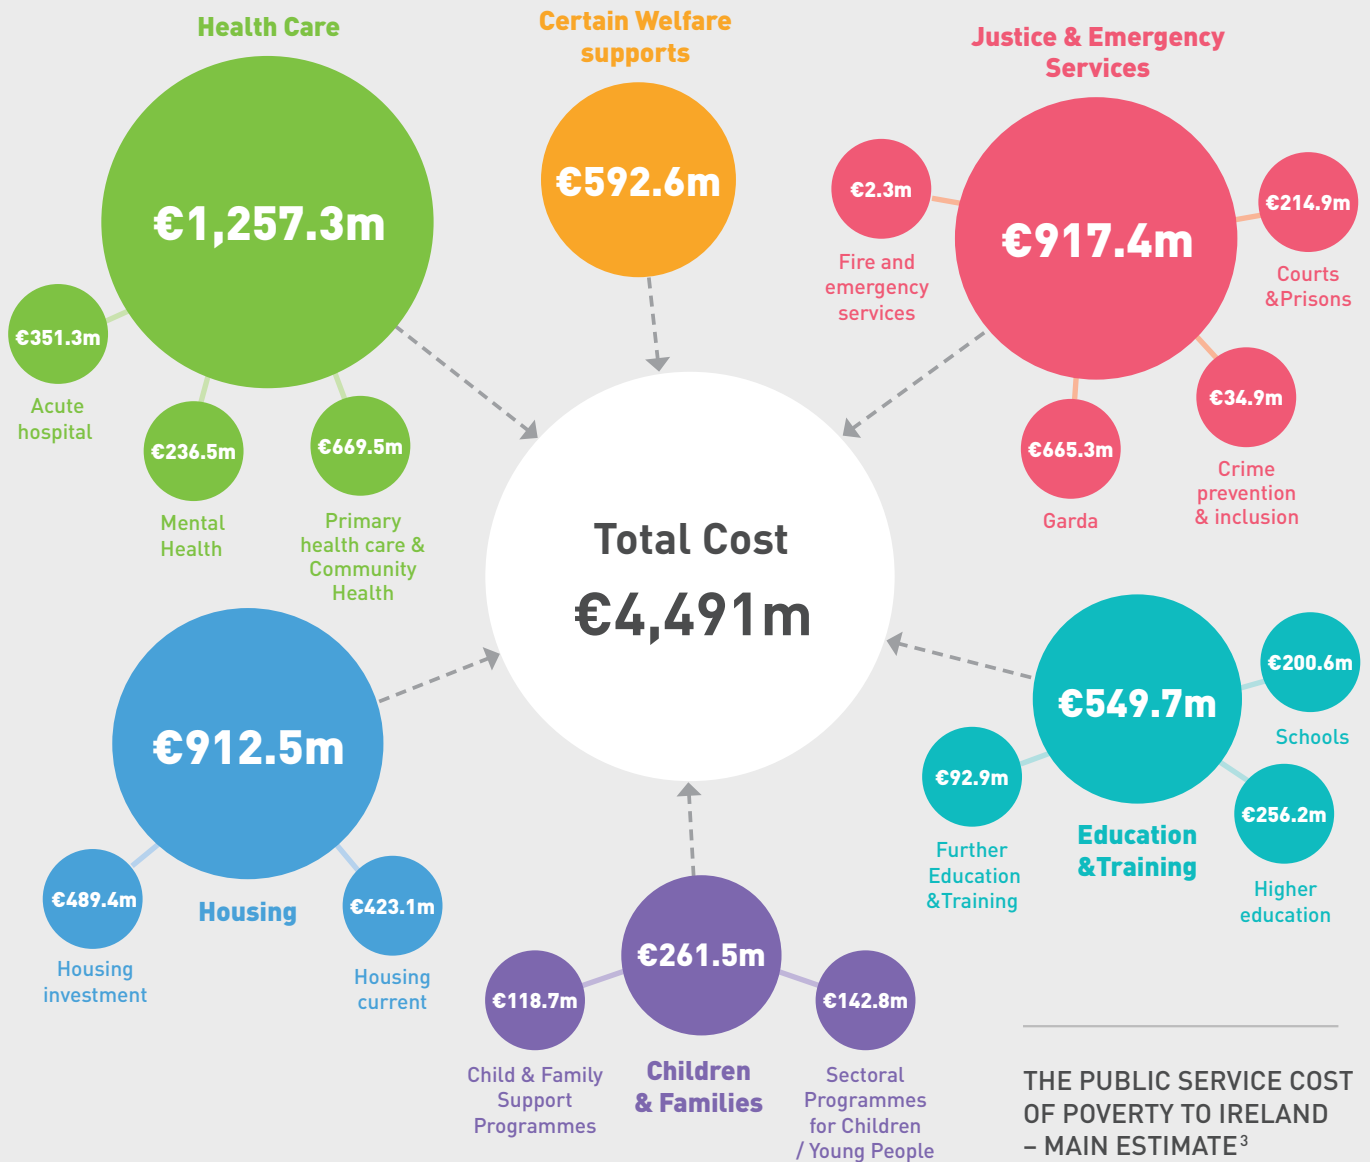 Health Care
€1,257.3m
€351.3m
Acute
hospital
€236.5m
Mental
Health
€669.5m
Primary
health care &
Community
Health
Certain Welfare
supports
€592.6m
Justice & Emergency
Services
€917.4m
€2.3m
Fire and
emergency
services
€214.9m
Courts
&Prisons
€34.9m
Crime
prevention
& inclusion
€665.3m
Garda
Total Cost
€4,491m
€912.5m
Housing
€489.4m
Housing
investment
€423.1m
Housing
current
€261.5m
Children
& Families
€118.7m
Child & Family
Support
Programmes
€142.8m
Sectoral
Programmes
for Children
/ Young People
€549.7m
Education
&Training
€200.6m
Schools
€92.9m
Further
Education
&Training
€256.2m
Higher
education
THE PUBLIC SERVICE COST
OF POVERTY TO IRELAND
– MAIN ESTIMATE³